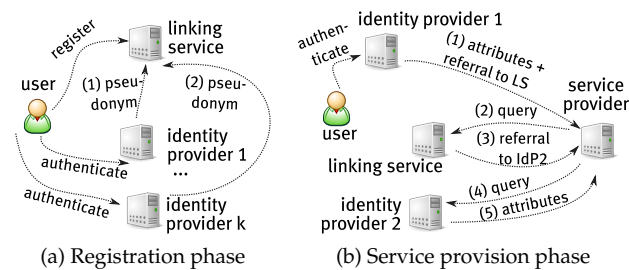 register
linking
service
user
(1) pseu-
donym
(2) pseu-
donym
identity
provider 1
...
authenticate
authenticate
identity
provider k
(a) Registration phase
identity provider 1
authen-
ticate
(1) attributes +
referral to LS
service
provider
user
(2) query
(3) referral
to IdP2
linking service
(4) query
identity
provider 2
(5) attributes
(b) Service provision phase